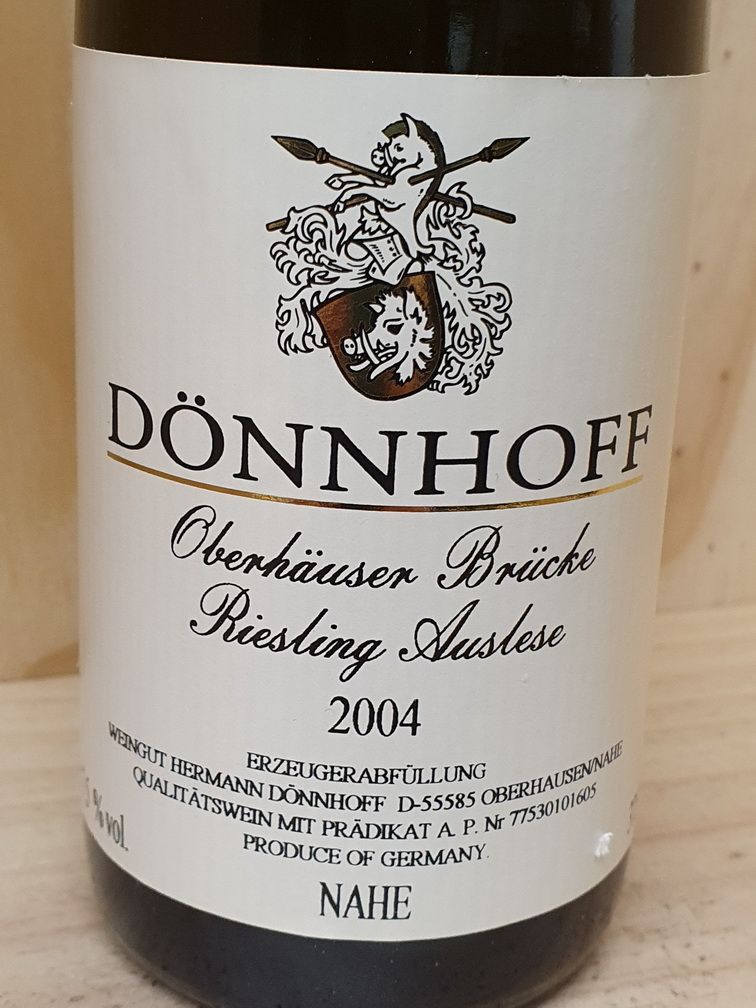 DÖNNHOFF
Oberhäuser Brücke
Riesling Auslese
2004
ERZEUGERABFÜLLUNG
WEINGUT HERMANN DÖNNHOFF D-55585 OBERHAUSEN/NAHE
QUALITÄTSWEIN MIT PRÄDIKAT A. P. Nr 77530101605
PRODUCE OF GERMANY
% vol.
NAHE